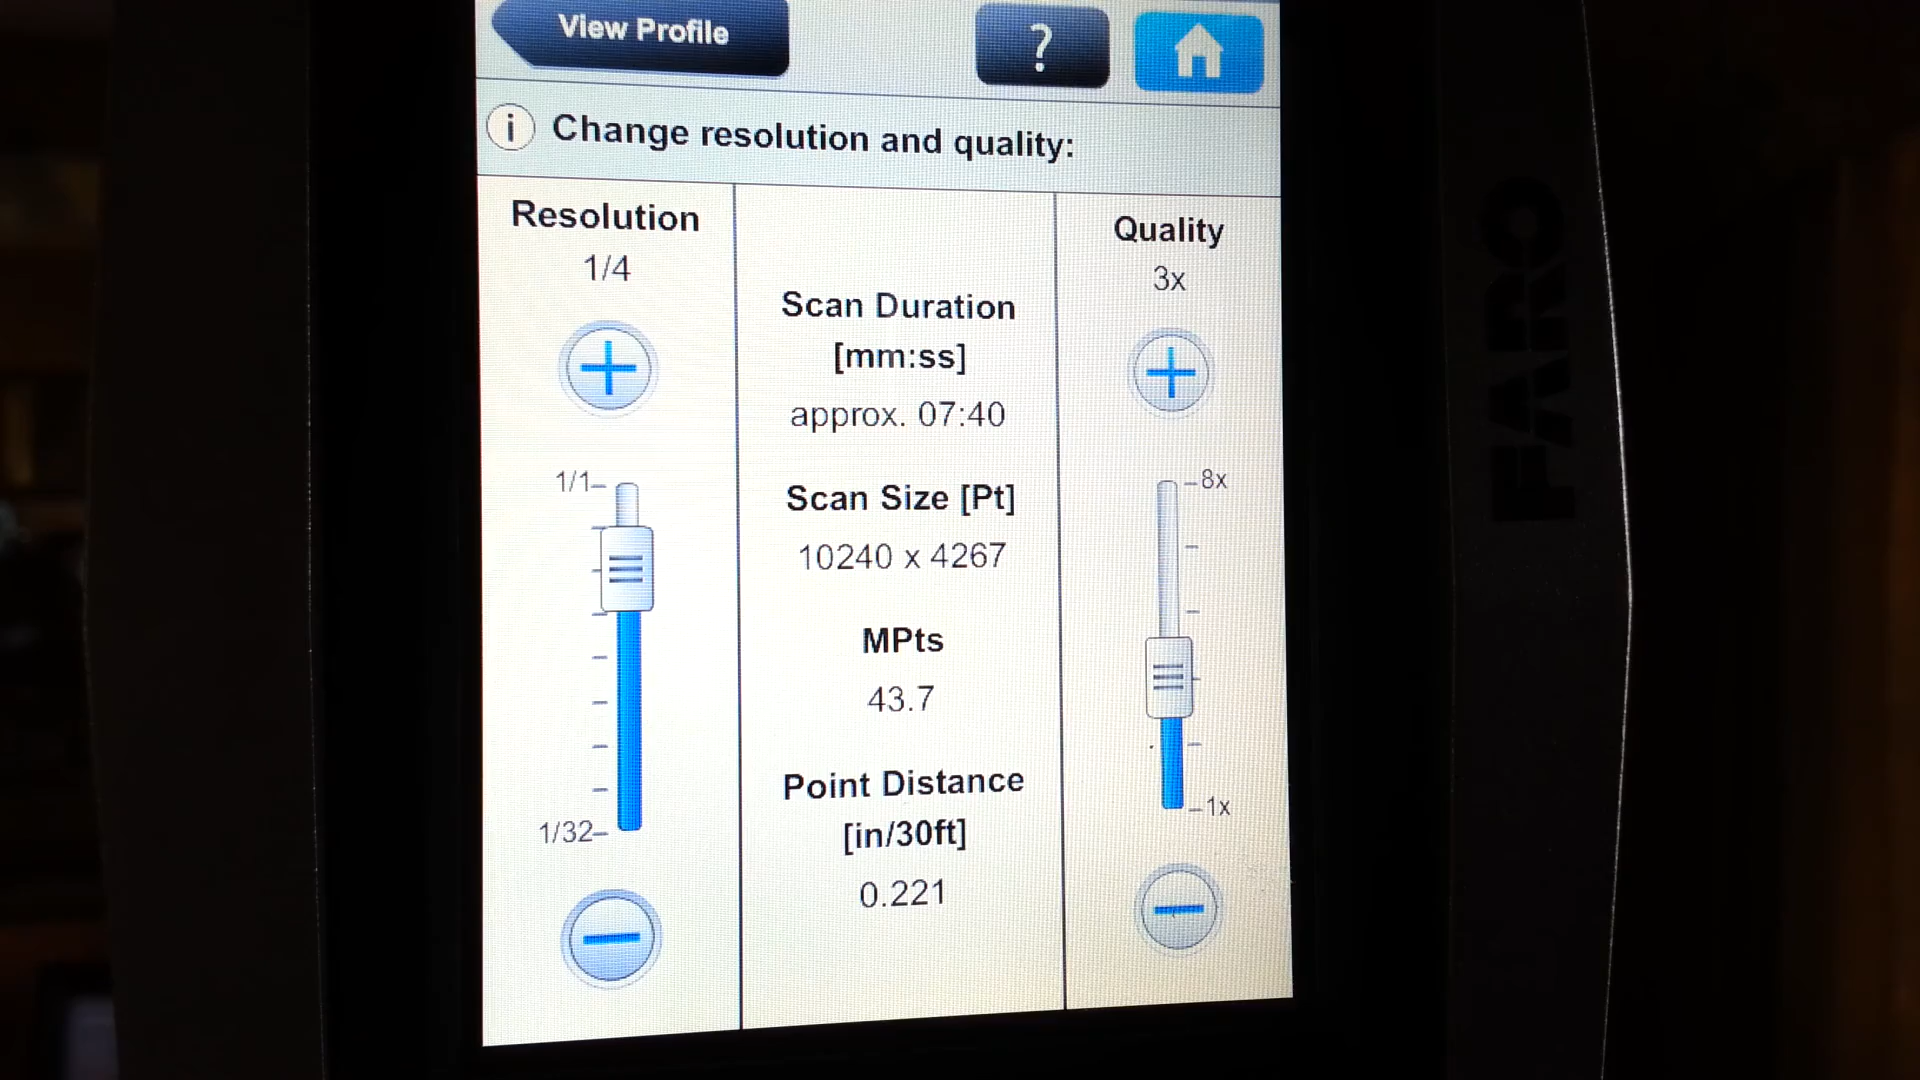 View Profile
?
i Change resolution and quality:
Resolution
1/4
1/1
1/32
Scan Duration
[mm:ss]
approx. 07:40
Scan Size [Pt]
10240 x 4267
MPts
43.7
Point Distance
[in/30ft]
0.221
Quality
3x
8x
1x
FARO